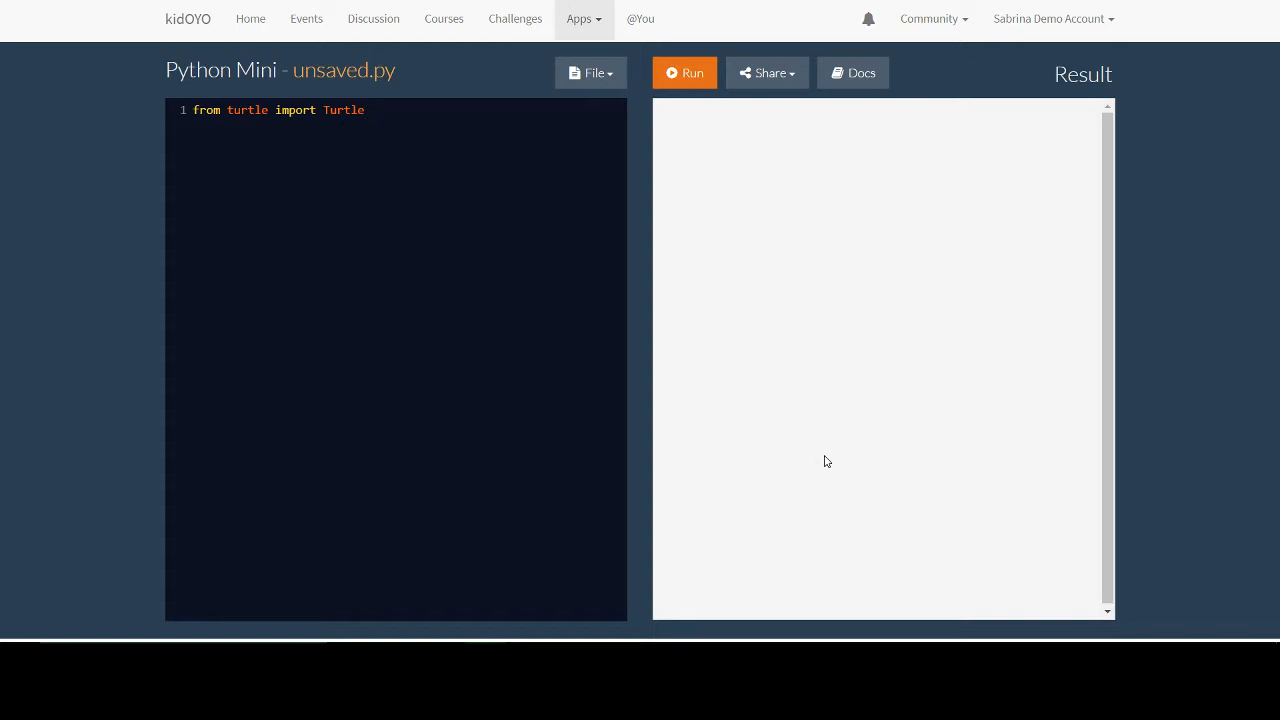 kidOYO Home Events Discussion Courses Challenges Apps @You Community Sabrina Demo Account
Python Mini - unsaved.py File Run Share Docs Result
1 from turtle import Turtle